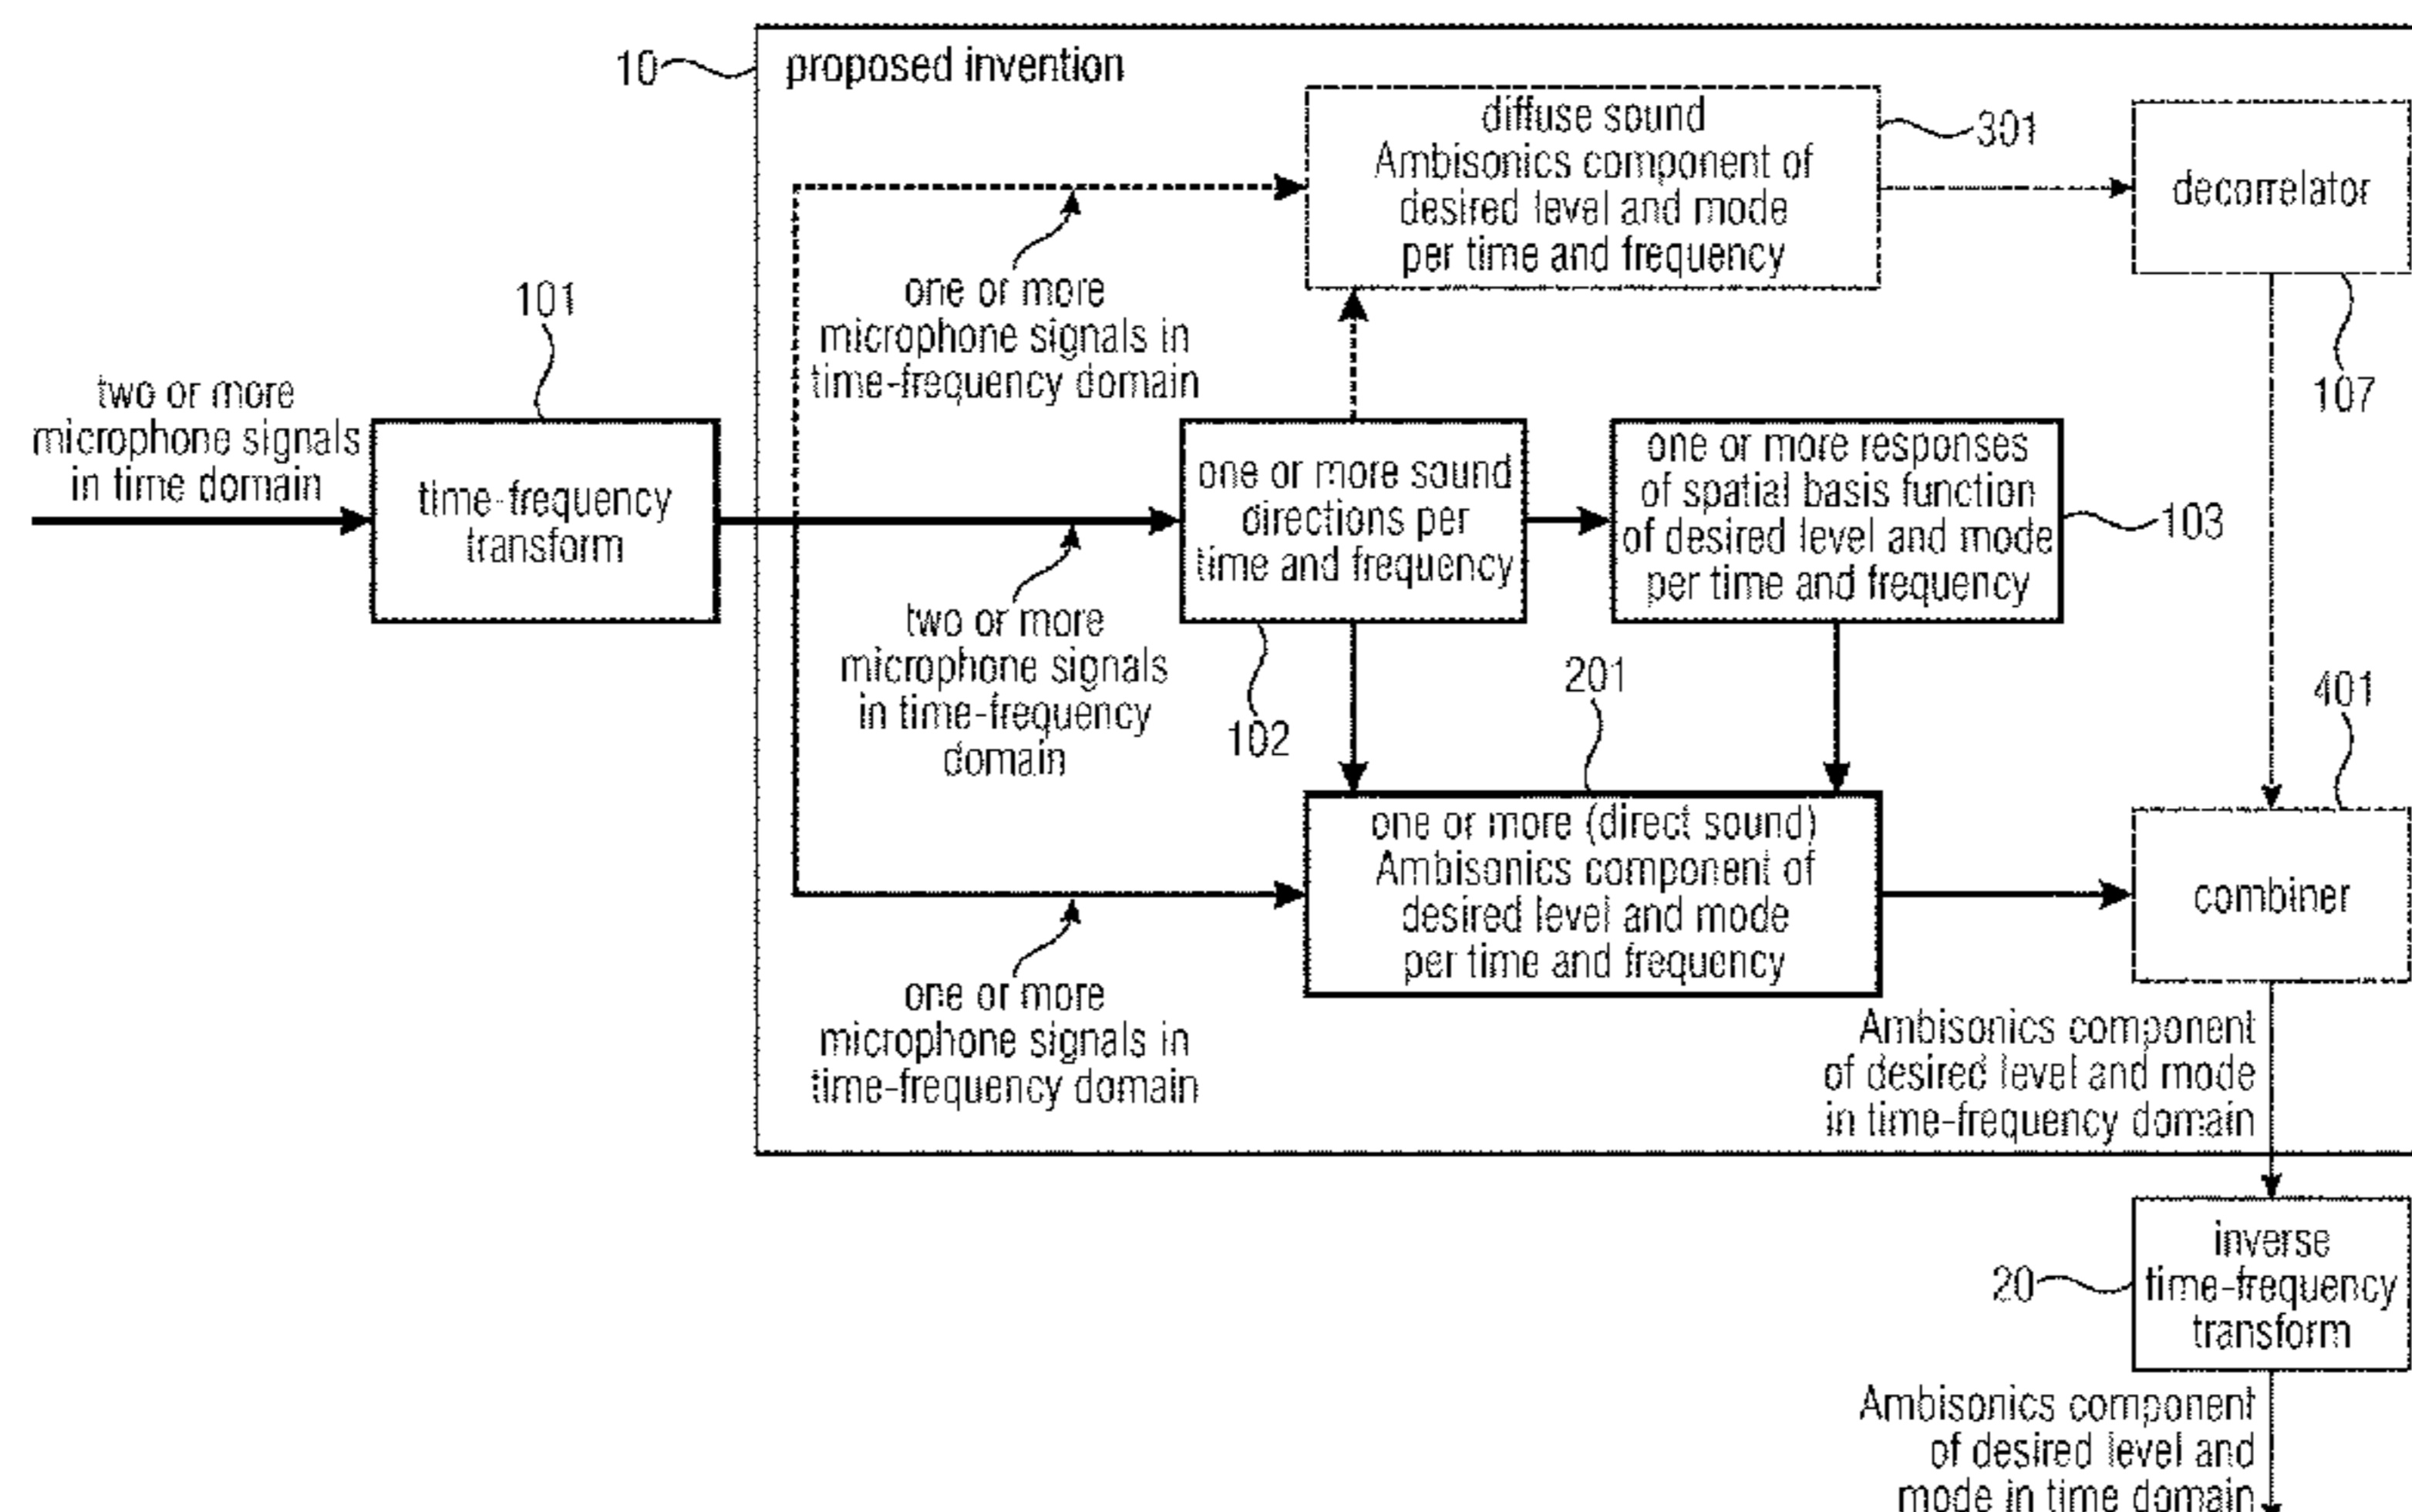 10
proposed invention
diffuse sound
Ambisonics component of
desired level and mode
per time and frequency
301
decorrelator
107
one or more
microphone signals in
time-frequency domain
101
two or more
microphone signals
in time domain
time-frequency
transform
one or more sound
directions per
time and frequency
102
one or more responses
of spatial basis function
of desired level and mode
per time and frequency
103
two or more
microphone signals
in time-frequency
domain
201
one or more (direct sound)
Ambisonics component of
desired level and mode
per time and frequency
401
combiner
one or more
microphone signals in
time-frequency domain
Ambisonics component
of desired level and mode
in time-frequency domain
20
inverse
time-frequency
transform
Ambisonics component
of desired level and
mode in time domain